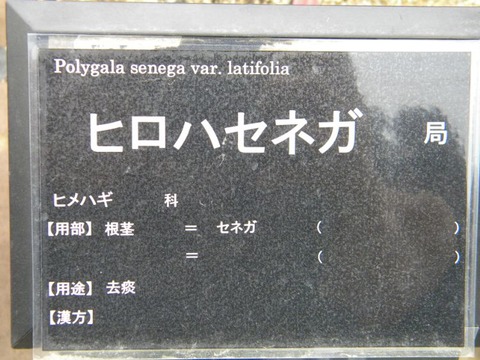 Polygala senega var. latifolia
ヒロハセネガ 局
ヒメハギ 科
【用部】 根茎 ＝ セネガ （ ）
＝ （ ）
【用途】 去痰
【漢方】